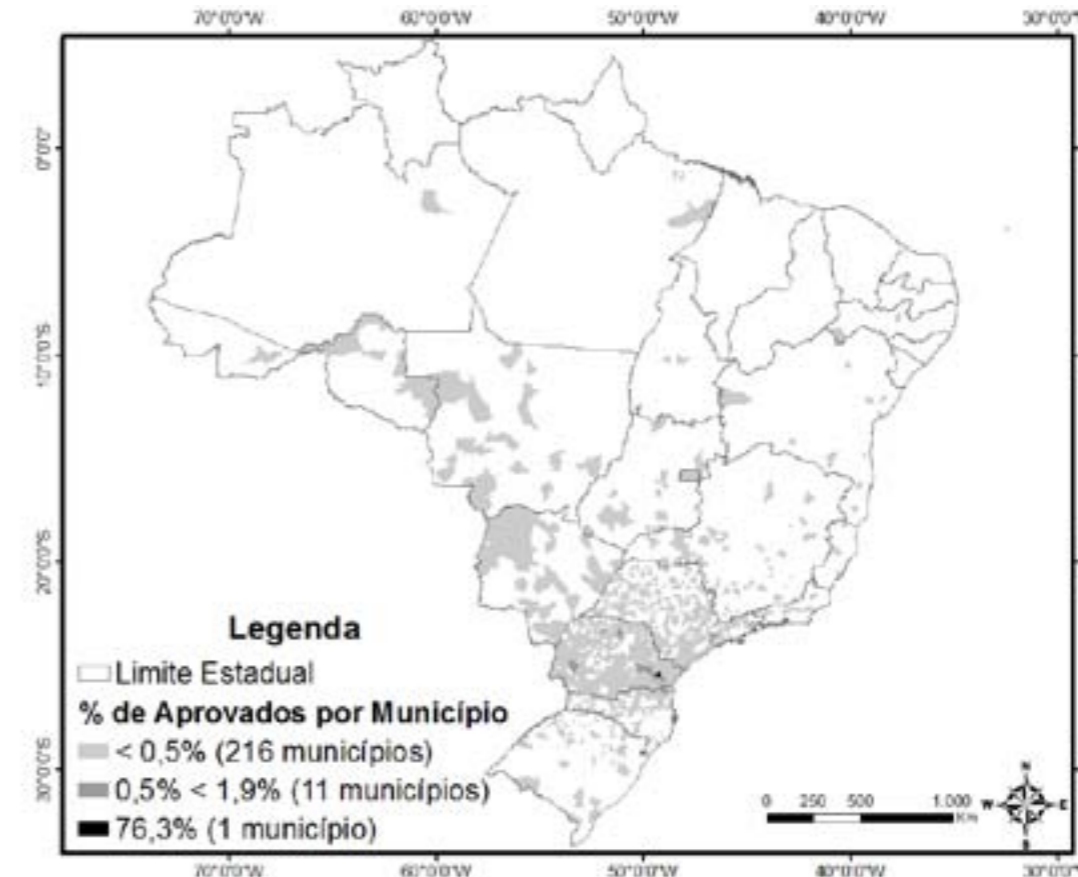 70°0'0"W 60°0'0"W 50°0'0"W 40°0'0"W 30°0'0"W
0°0'0"
10°0'0"S
20°0'0"S
30°0'0"S
Legenda
Limite Estadual
% de Aprovados por Município
< 0,5% (216 municípios)
0,5% < 1,9% (11 municípios)
76,3% (1 município)
0 250 500 1.000
Km
N
W E
S
70°0'0"W 60°0'0"W 50°0'0"W 40°0'0"W 30°0'0"W